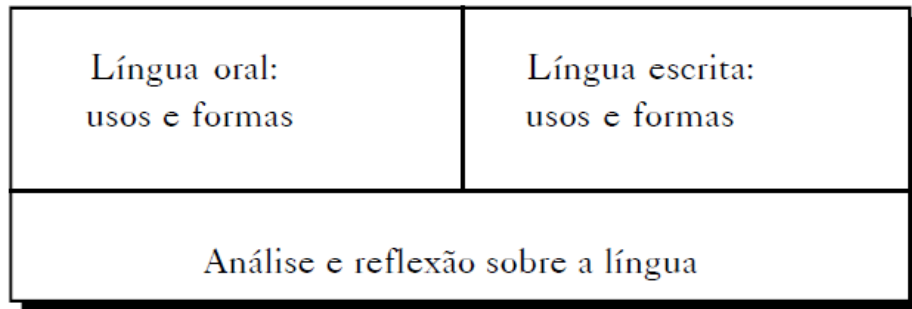 Língua oral:
usos e formas
Língua escrita:
usos e formas
Análise e reflexão sobre a língua